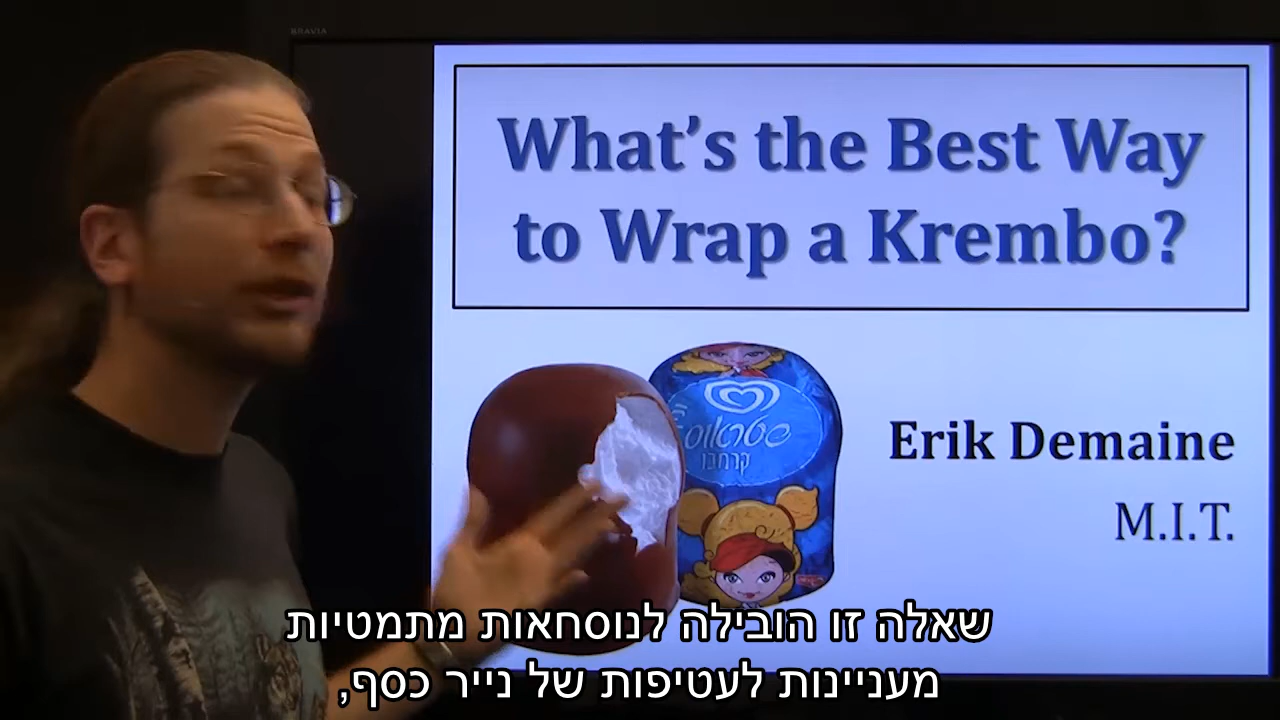 BRAVIA
What's the Best Way
to Wrap a Krembo?
שטראוס
קרמבו
Erik Demaine
M.I.T.
שאלה זו הובילה לנוסחאות מתמטיות
מעניינות לעטיפות של נייר כסף,